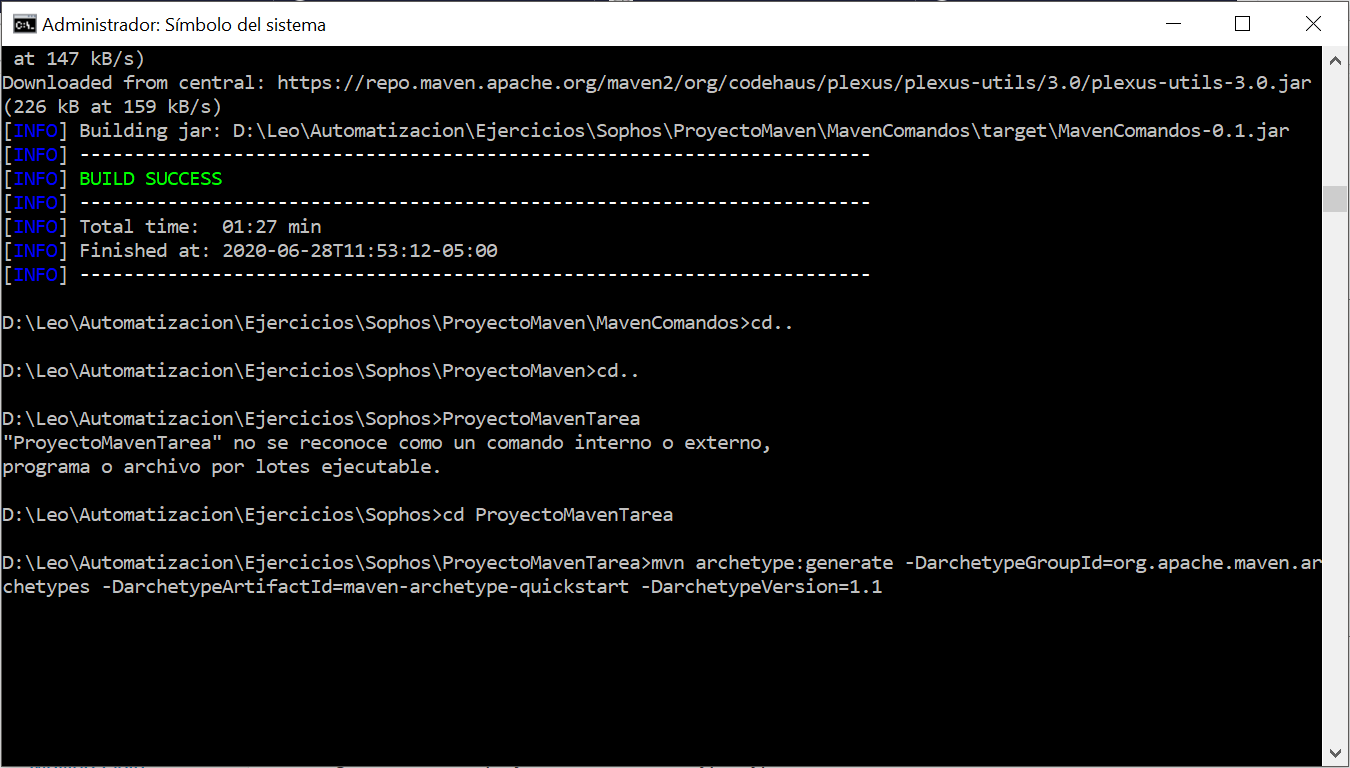 Administrador: Símbolo del sistema
at 147 kB/s)
Downloaded from central: https://repo.maven.apache.org/maven2/org/codehaus/plexus/plexus-utils/3.0/plexus-utils-3.0.jar
(226 kB at 159 kB/s)
[INFO] Building jar: D:\Leo\Automatizacion\Ejercicios\Sophos\ProyectoMaven\MavenComandos\target\MavenComandos-0.1.jar
[INFO] ------------------------------------------------------------------------
[INFO] BUILD SUCCESS
[INFO] ------------------------------------------------------------------------
[INFO] Total time:  01:27 min
[INFO] Finished at: 2020-06-28T11:53:12-05:00
[INFO] ------------------------------------------------------------------------
D:\Leo\Automatizacion\Ejercicios\Sophos\ProyectoMaven\MavenComandos>cd..
D:\Leo\Automatizacion\Ejercicios\Sophos\ProyectoMaven>cd..
D:\Leo\Automatizacion\Ejercicios\Sophos>ProyectoMavenTarea
"ProyectoMavenTarea" no se reconoce como un comando interno o externo,
programa o archivo por lotes ejecutable.
D:\Leo\Automatizacion\Ejercicios\Sophos>cd ProyectoMavenTarea
D:\Leo\Automatizacion\Ejercicios\Sophos\ProyectoMavenTarea>mvn archetype:generate -DarchetypeGroupId=org.apache.maven.ar
chetypes -DarchetypeArtifactId=maven-archetype-quickstart -DarchetypeVersion=1.1